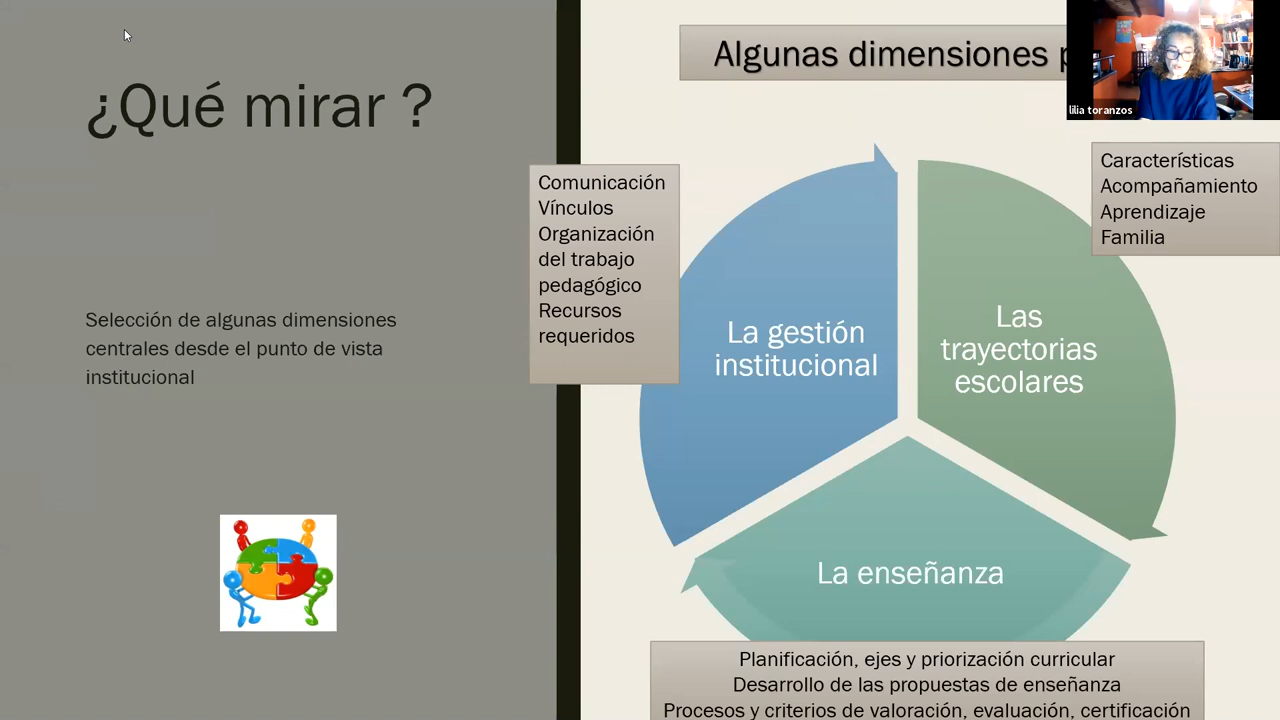 ¿Qué mirar ?
Selección de algunas dimensiones
centrales desde el punto de vista
institucional
Algunas dimensiones
lilia toranzos
Comunicación
Vínculos
Organización
del trabajo
pedagógico
Recursos
requeridos
Características
Acompañamiento
Aprendizaje
Familia
La gestión
institucional
Las
trayectorias
escolares
La enseñanza
Planificación, ejes y priorización curricular
Desarrollo de las propuestas de enseñanza
Procesos y criterios de valoración, evaluación, certificación